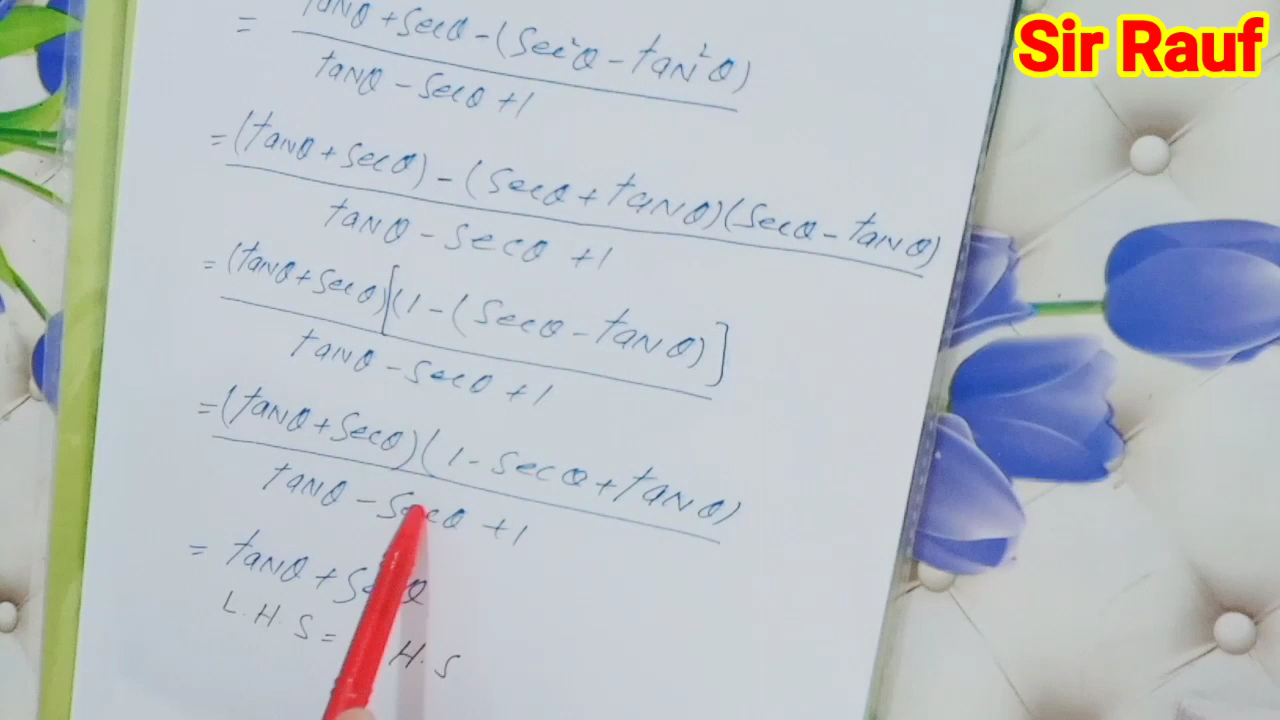 Sir Rauf
= tanθ + secθ - (sec²θ - tan²θ)
tanθ - secθ + 1
= (tanθ + secθ) - (secθ + tanθ)(secθ - tanθ)
tanθ - secθ + 1
= (tanθ + secθ)[(1 - (secθ - tanθ)]
tanθ - secθ + 1
= (tanθ + secθ)(1 - secθ + tanθ)
tanθ - secθ + 1
= tanθ + secθ
L.H.S = H.S